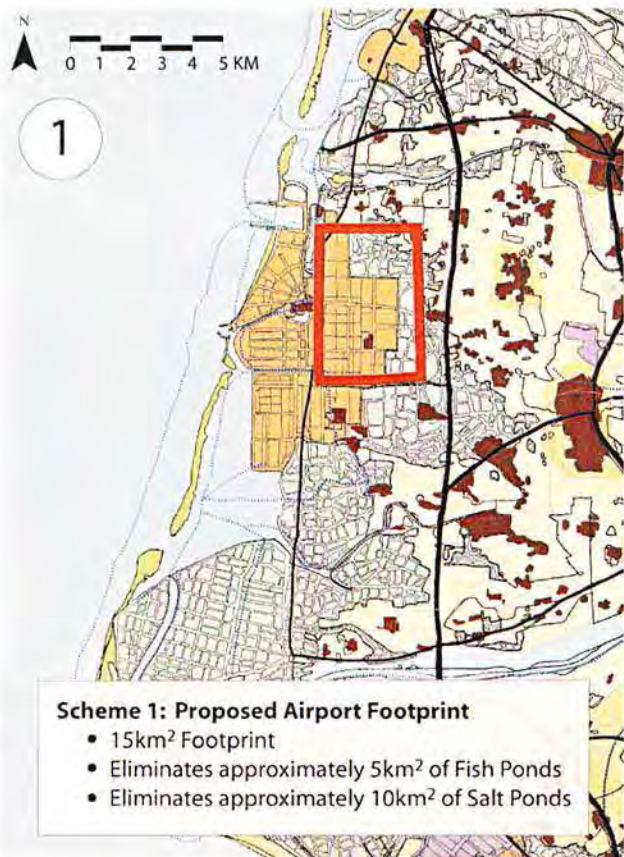 N
0 1 2 3 4 5 KM
1
Scheme 1: Proposed Airport Footprint
• 15km² Footprint
• Eliminates approximately 5km² of Fish Ponds
• Eliminates approximately 10km² of Salt Ponds